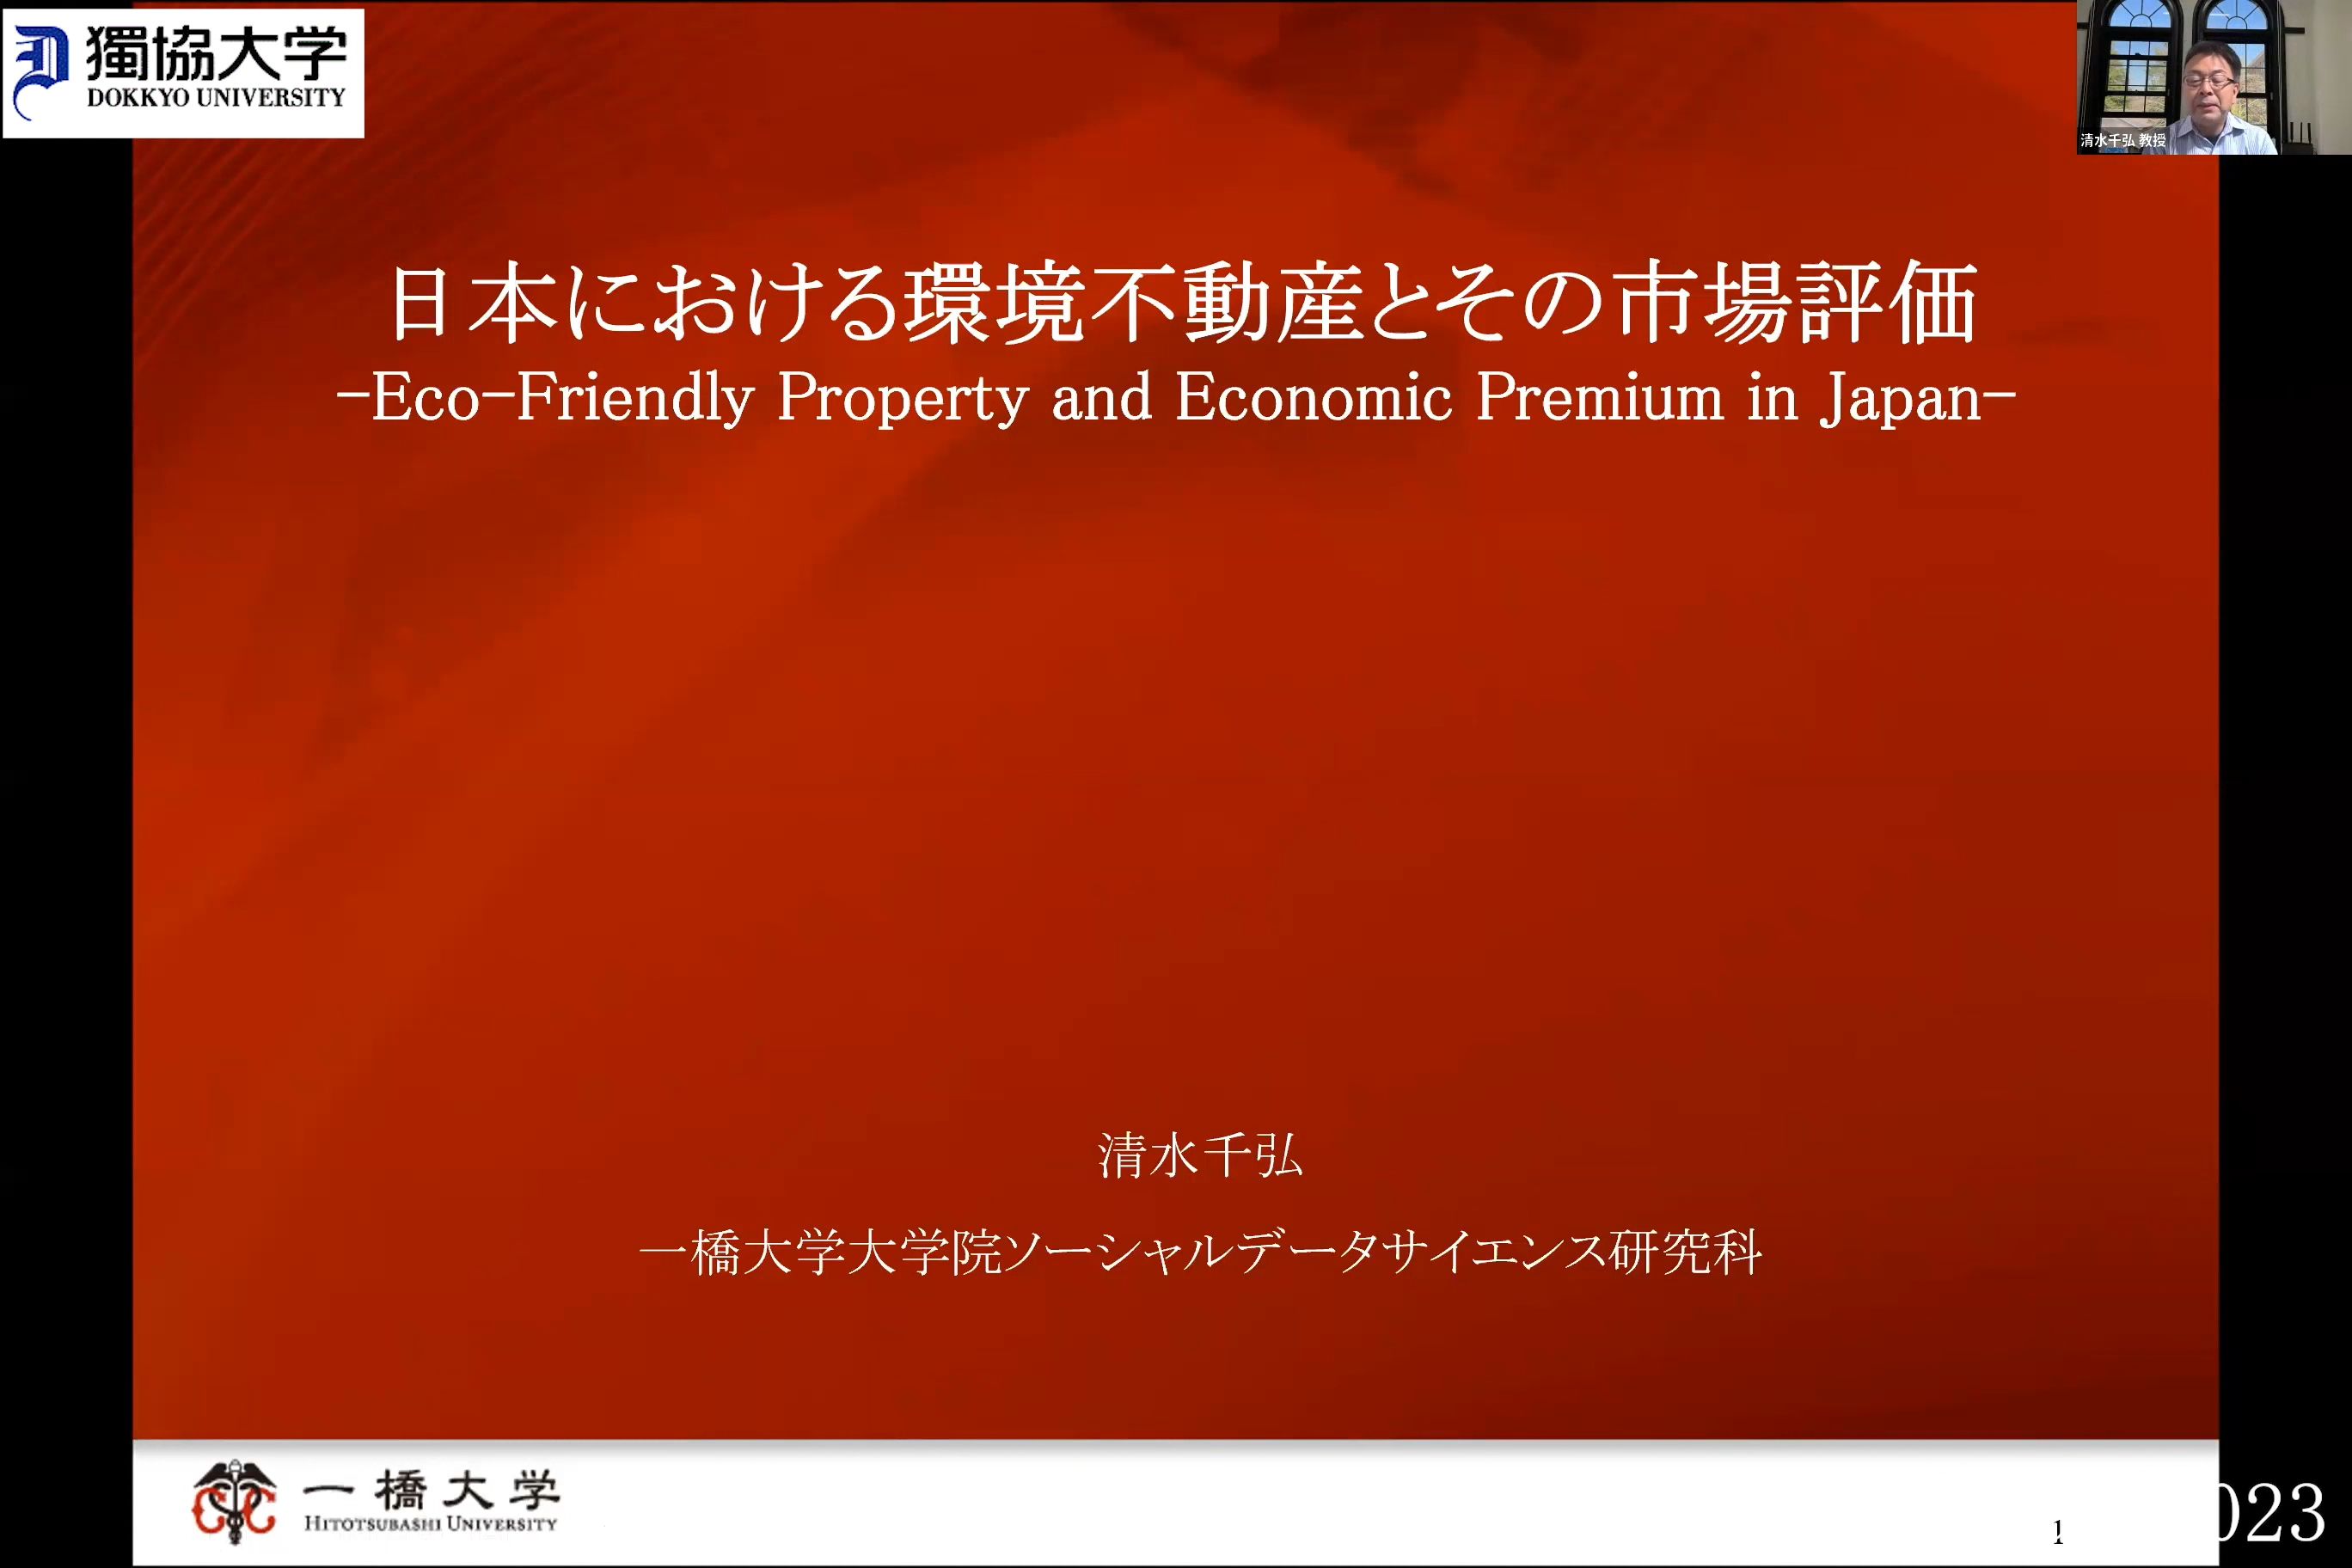 獨協大学
DOKKYO UNIVERSITY
清水千弘 教授
日本における環境不動産とその市場評価
-Eco-Friendly Property and Economic Premium in Japan-
清水千弘
一橋大学大学院ソーシャルデータサイエンス研究科
一橋大学
HITOTSUBASHI UNIVERSITY
1
023